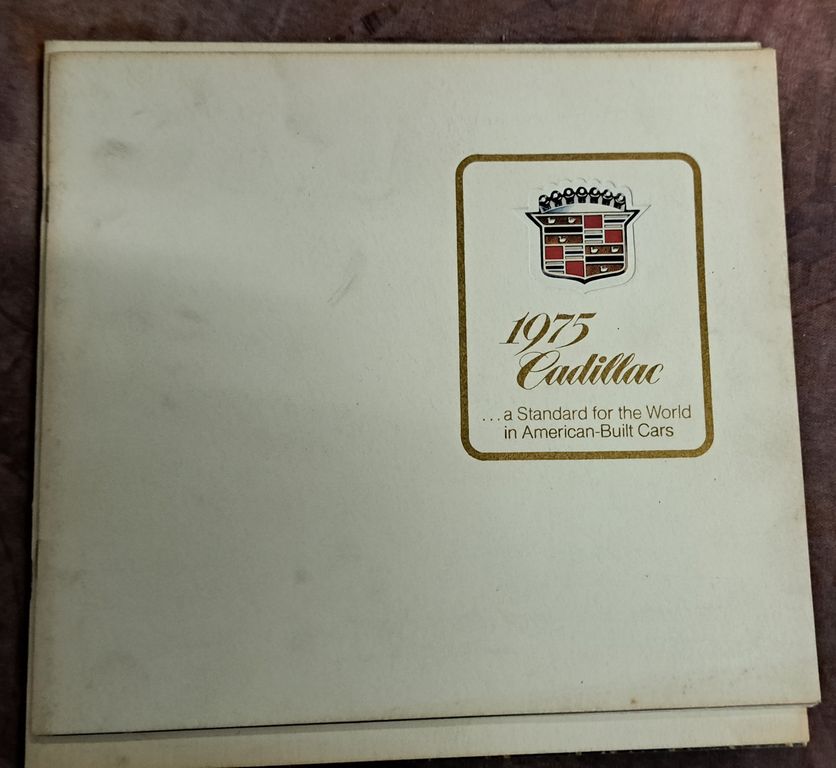 1975
Cadillac
...a Standard for the World
in American-Built Cars